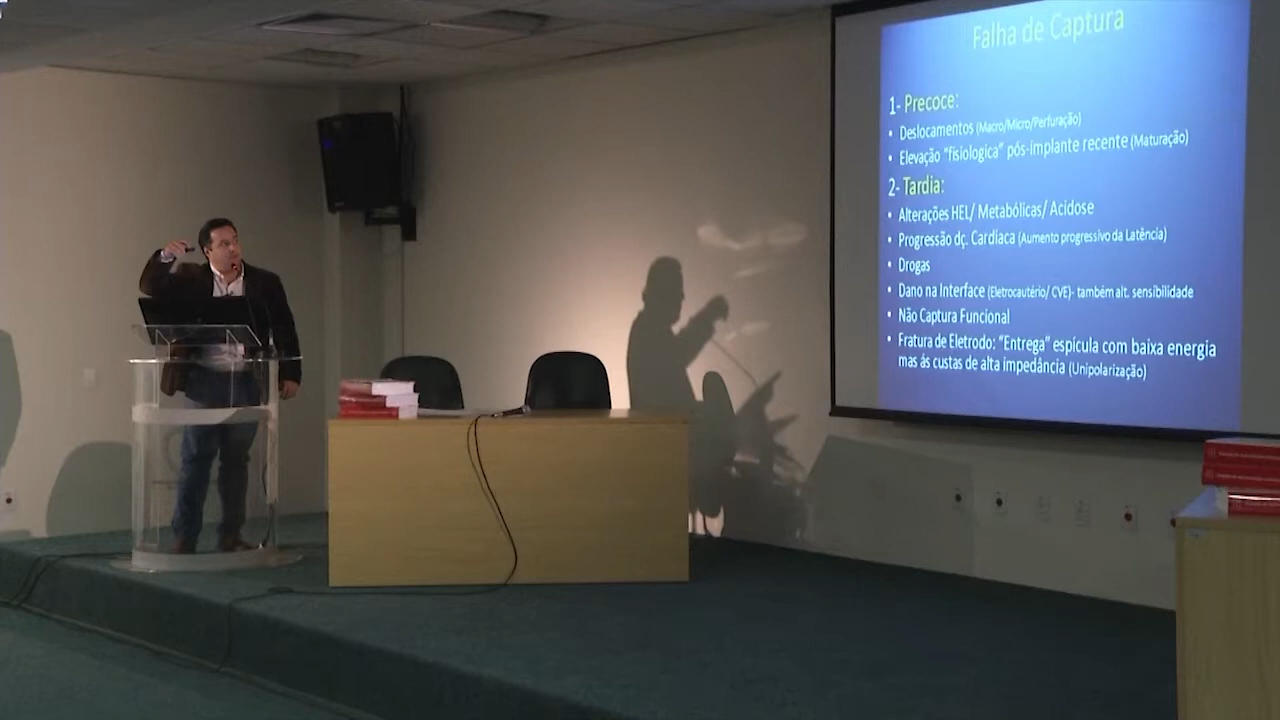 Falha de Captura
1- Precoce:
• Deslocamentos (Macro/Micro/Perfuração)
• Elevação "fisiologica" pós-implante recente (Maturação)
2- Tardia:
• Alterações HEL/ Metabólicas/ Acidose
• Progressão dç. Cardíaca (Aumento progressivo da Latência)
• Drogas
• Dano na Interface (Eletrocautério/ CVE)- também alt. sensibilidade
• Não Captura Funcional
• Fratura de Eletrodo: "Entrega" espícula com baixa energia
mas ás custas de alta impedância (Unipolarização)